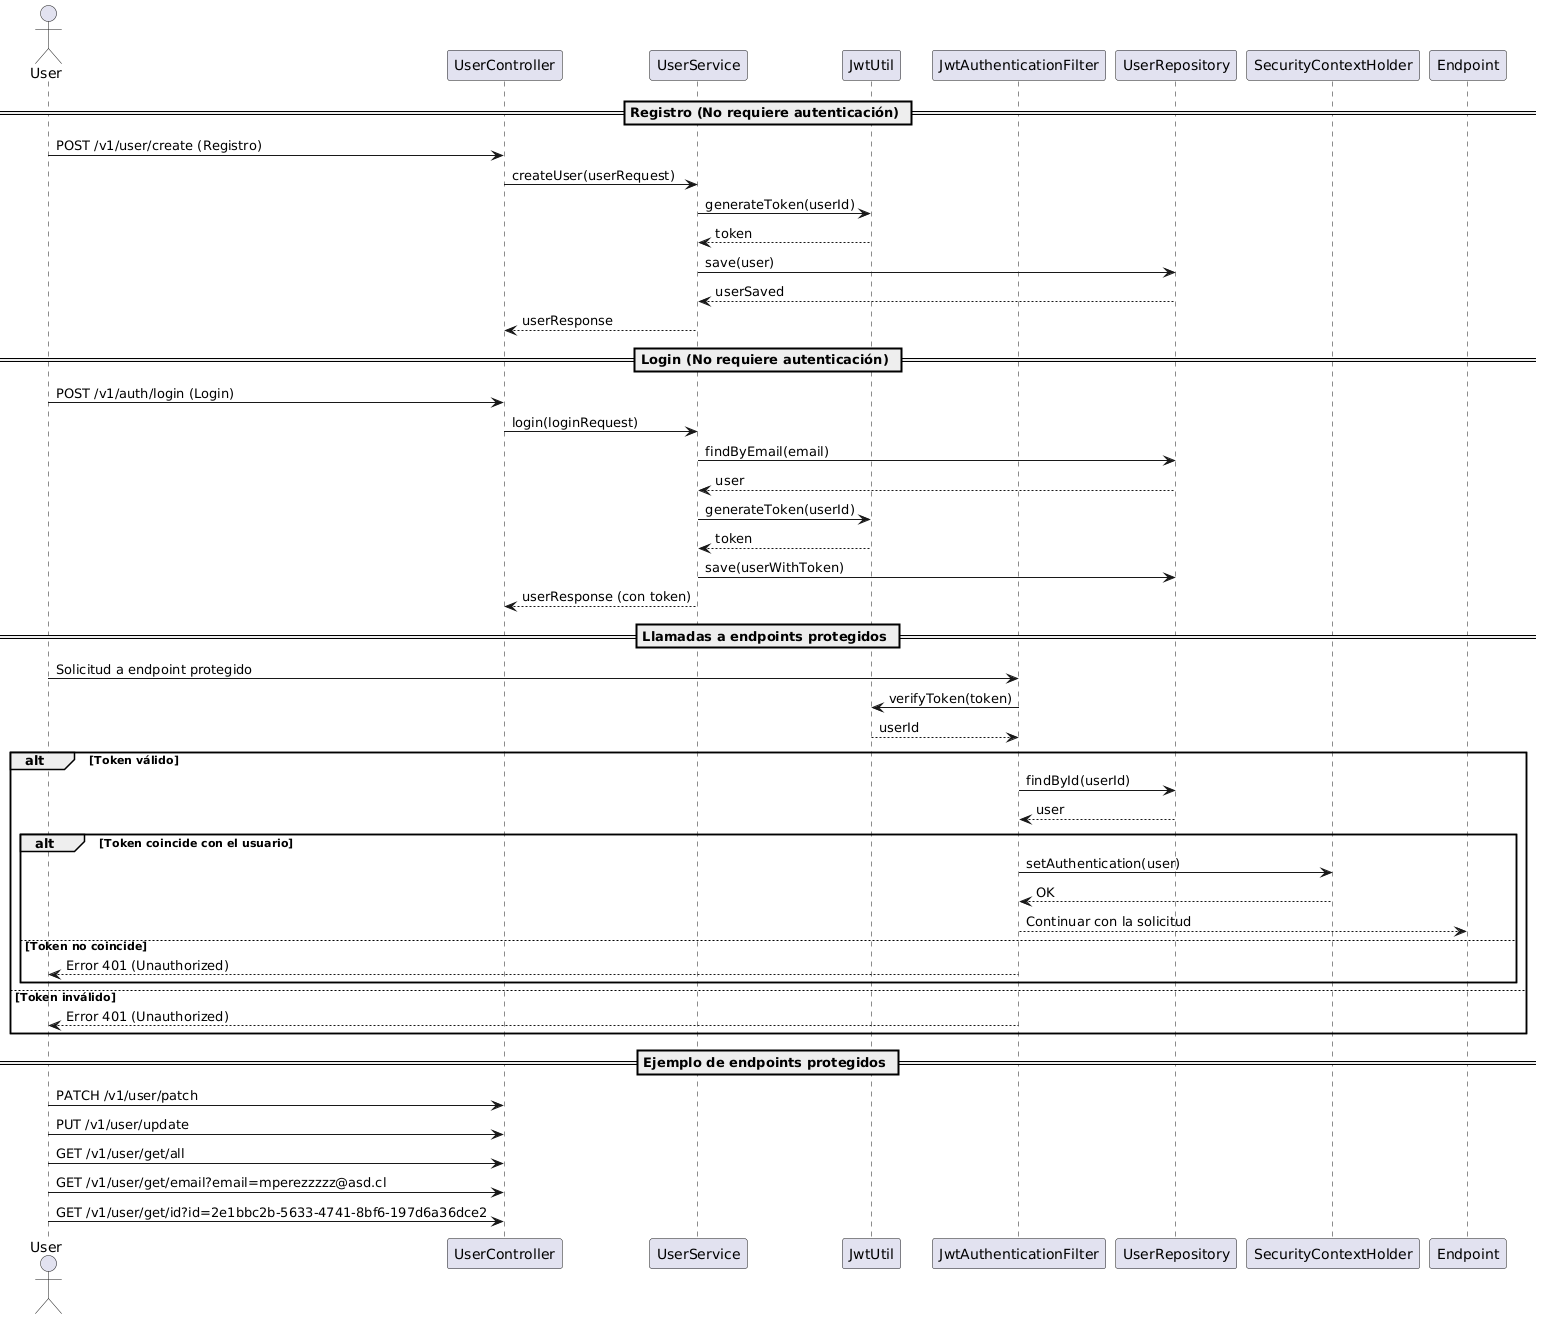 User
UserController
UserService
JwtUtil
JwtAuthenticationFilter
UserRepository
SecurityContextHolder
Endpoint
Registro (No requiere autenticación)
POST /v1/user/create (Registro)
createUser(userRequest)
generateToken(userId)
token
save(user)
userSaved
userResponse
Login (No requiere autenticación)
POST /v1/auth/login (Login)
login(loginRequest)
findByEmail(email)
user
generateToken(userId)
token
save(userWithToken)
userResponse (con token)
Llamadas a endpoints protegidos
Solicitud a endpoint protegido
verifyToken(token)
userId
alt
[Token válido]
findById(userId)
user
alt
[Token coincide con el usuario]
setAuthentication(user)
OK
Continuar con la solicitud
[Token no coincide]
Error 401 (Unauthorized)
[Token inválido]
Error 401 (Unauthorized)
Ejemplo de endpoints protegidos
PATCH /v1/user/patch
PUT /v1/user/update
GET /v1/user/get/all
GET /v1/user/get/email?email=mperezzzzz@asd.cl
GET /v1/user/get/id?id=2e1bbc2b-5633-4741-8bf6-197d6a36dce2
User
UserController
UserService
JwtUtil
JwtAuthenticationFilter
UserRepository
SecurityContextHolder
Endpoint